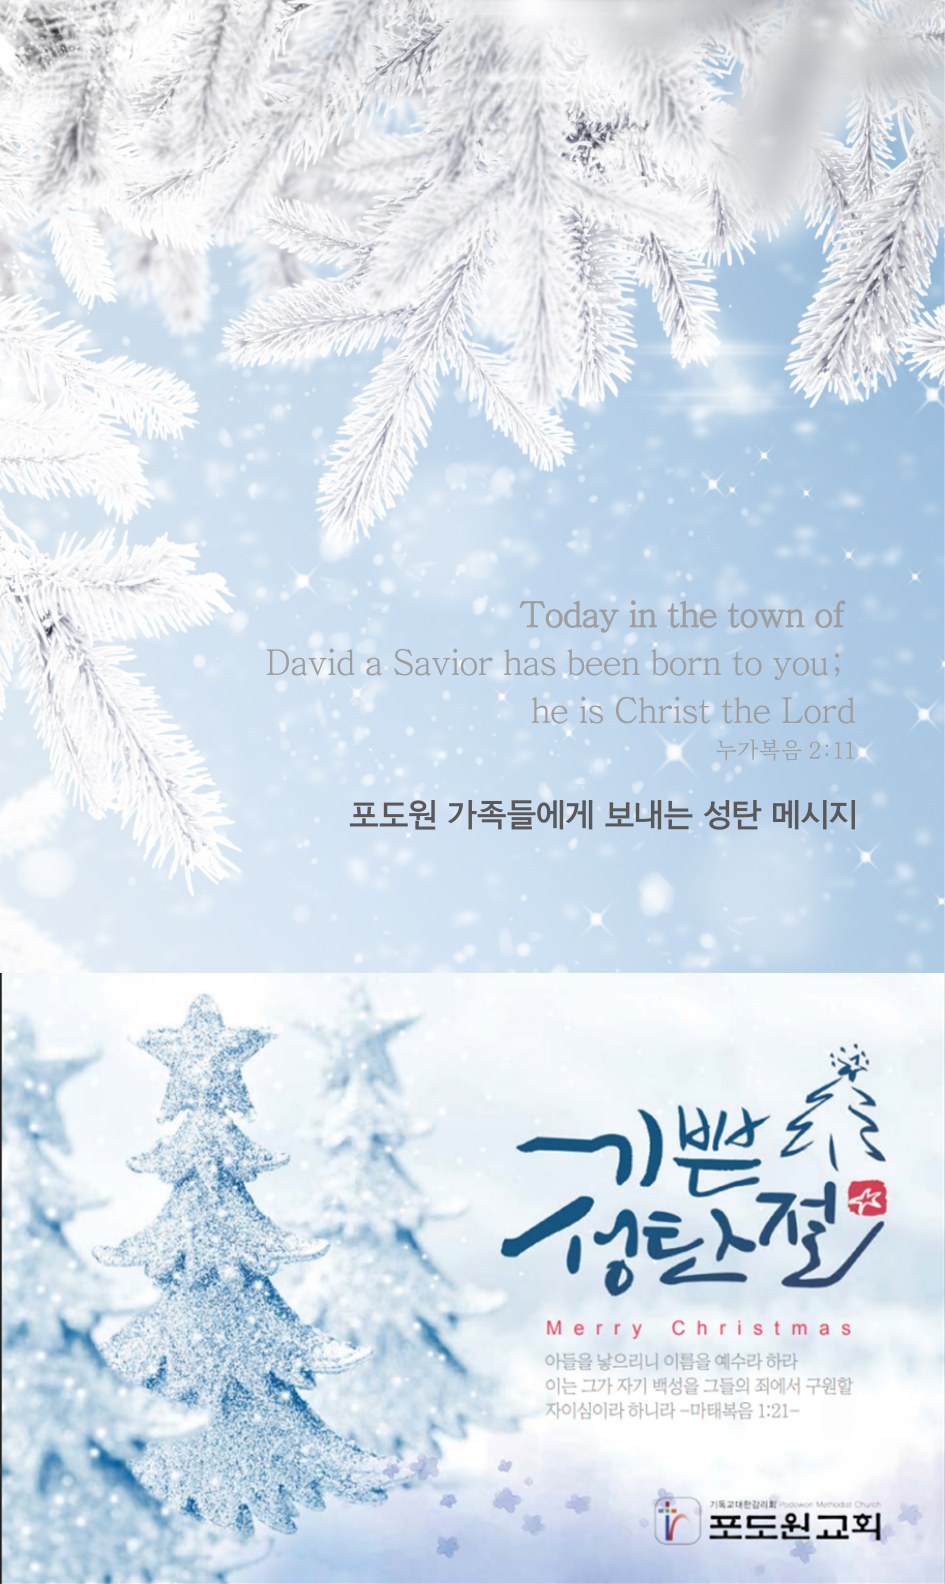 Today in the town of
David a Savior has been born to you;
he is Christ the Lord
누가복음 2:11
포도원 가족들에게 보내는 성탄 메시지
기쁜
성탄절
Merry Christmas
아들을 낳으리니 이름을 예수라 하라
이는 그가 자기 백성을 그들의 죄에서 구원할
자이심이라 하니라 -마태복음 1:21-
기독교대한감리회 Podowon Methodist Church
포도원교회